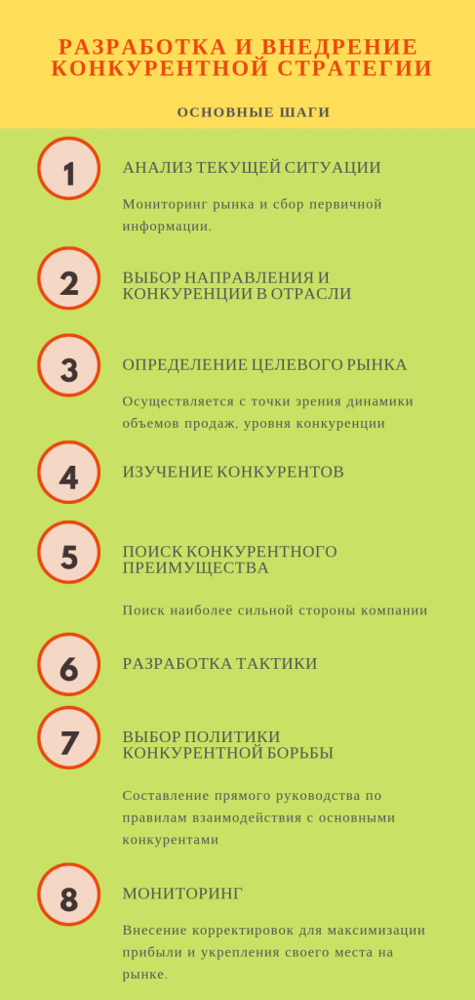 РАЗРАБОТКА И ВНЕДРЕНИЕ
КОНКУРЕНТНОЙ СТРАТЕГИИ
ОСНОВНЫЕ ШАГИ
1
АНАЛИЗ ТЕКУЩЕЙ СИТУАЦИИ
Мониторинг рынка и сбор первичной
информации.
2
ВЫБОР НАПРАВЛЕНИЯ И
КОНКУРЕНЦИИ В ОТРАСЛИ
3
ОПРЕДЕЛЕНИЕ ЦЕЛЕВОГО РЫНКА
Осуществляется с точки зрения динамики
объемов продаж, уровня конкуренции
4
ИЗУЧЕНИЕ КОНКУРЕНТОВ
5
ПОИСК КОНКУРЕНТНОГО
ПРЕИМУЩЕСТВА
Поиск наиболее сильной стороны компании
6
РАЗРАБОТКА ТАКТИКИ
7
ВЫБОР ПОЛИТИКИ
КОНКУРЕНТНОЙ БОРЬБЫ
Составление прямого руководства по
правилам взаимодействия с основными
конкурентами
8
МОНИТОРИНГ
Внесение корректировок для максимизации
прибыли и укрепления своего места на
рынке.